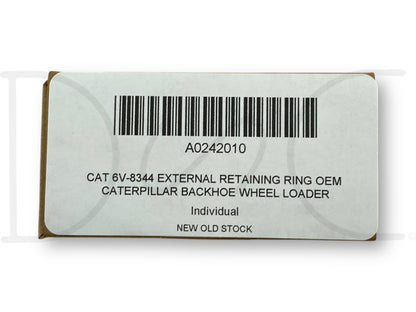 A0242010
CAT 6V-8344 EXTERNAL RETAINING RING OEM
CATERPILLAR BACKHOE WHEEL LOADER
Individual
NEW OLD STOCK